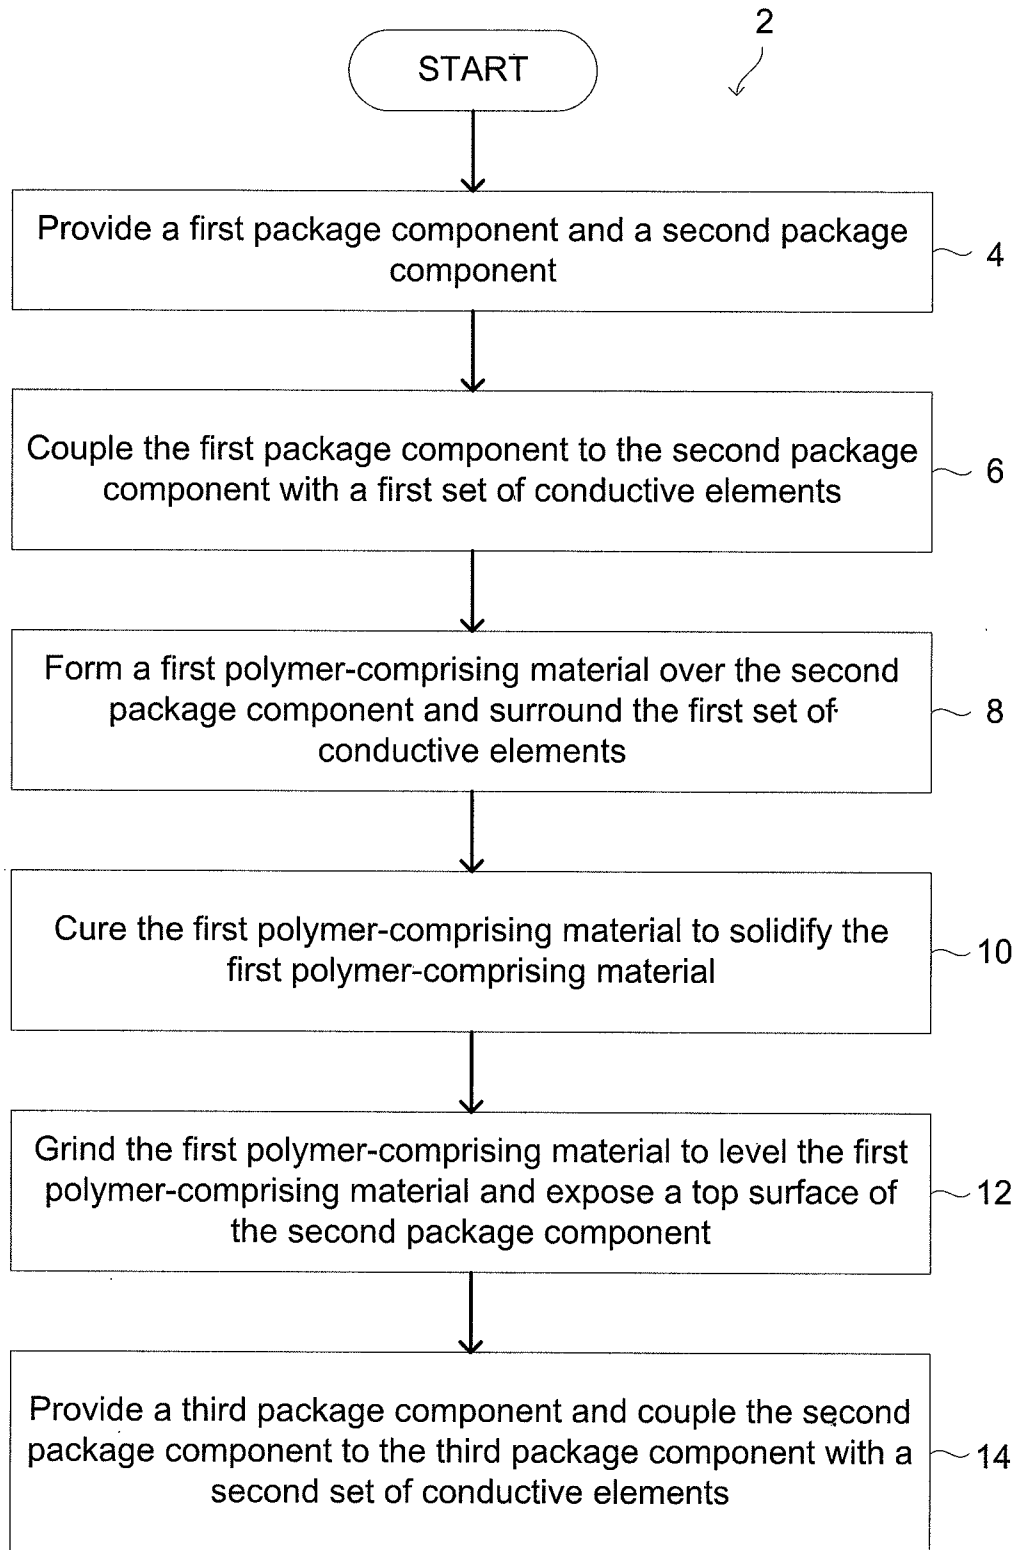 2
START
Provide a first package component and a second package
component
4
Couple the first package component to the second package
component with a first set of conductive elements
6
Form a first polymer-comprising material over the second
package component and surround the first set of
conductive elements
8
Cure the first polymer-comprising material to solidify the
first polymer-comprising material
10
Grind the first polymer-comprising material to level the first
polymer-comprising material and expose a top surface of
the second package component
12
Provide a third package component and couple the second
package component to the third package component with a
second set of conductive elements
14